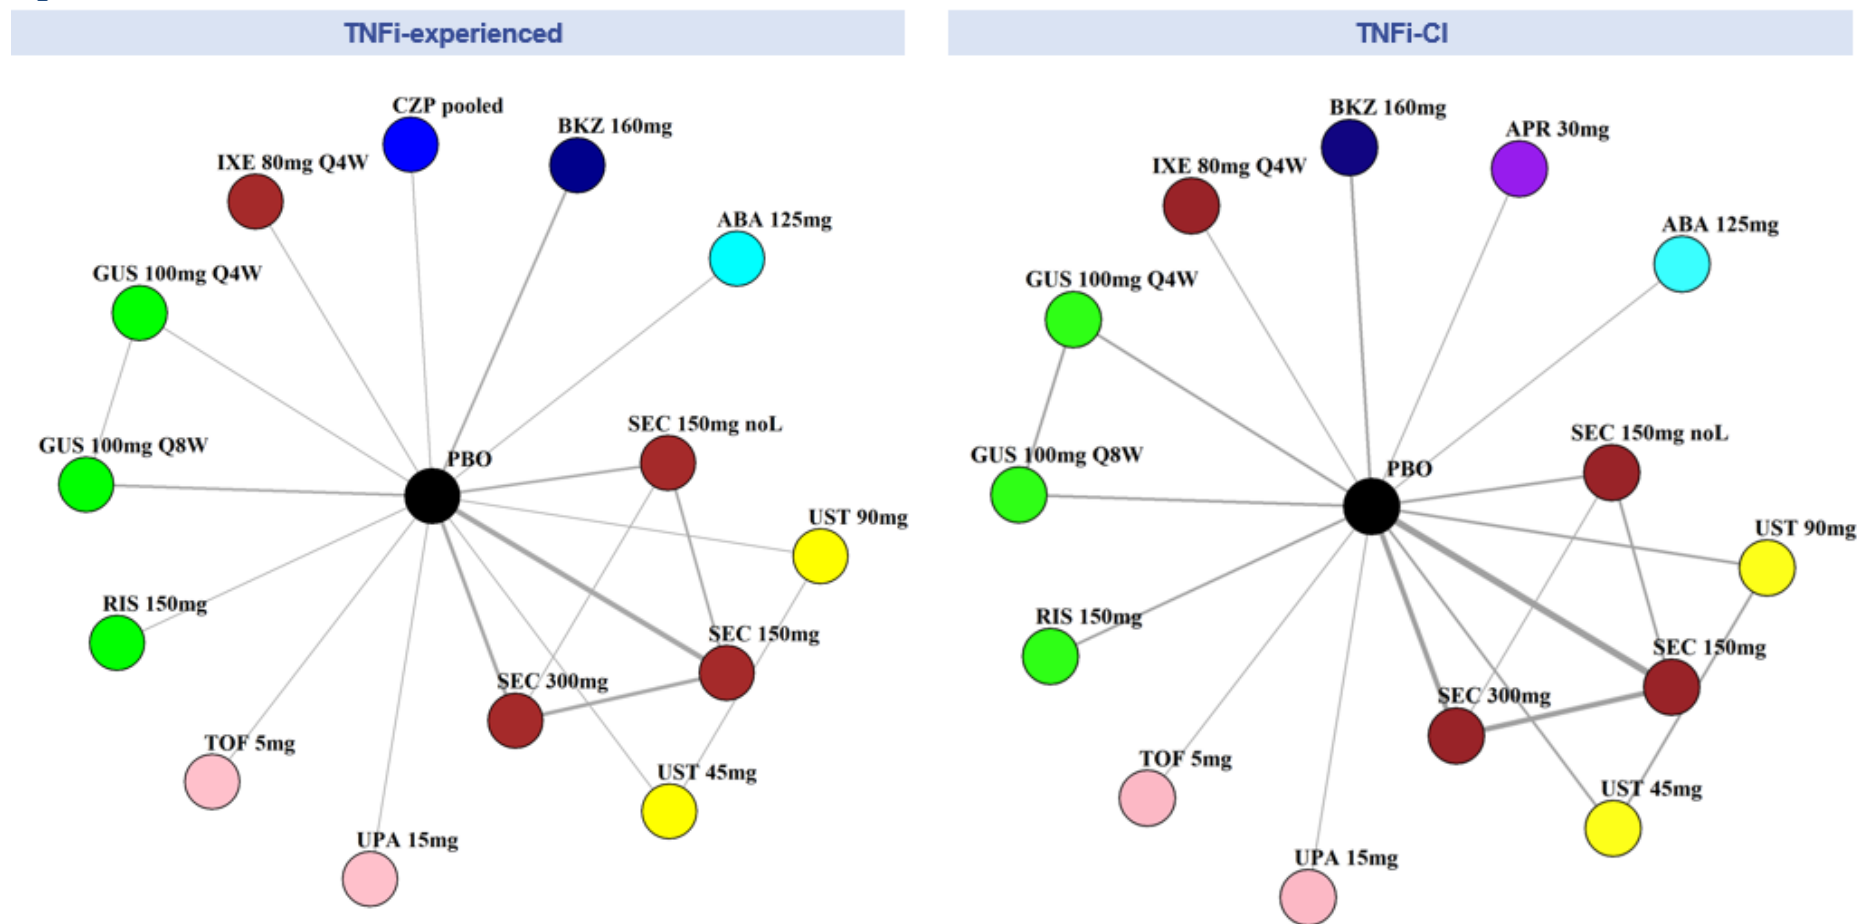 TNFi-experienced
CZP pooled
BKZ 160mg
IXE 80mg Q4W
ABA 125mg
GUS 100mg Q4W
SEC 150mg noL
GUS 100mg Q8W
PBO
UST 90mg
RIS 150mg
SEC 150mg
SEC 300mg
TOF 5mg
UST 45mg
UPA 15mg
TNFi-CI
BKZ 160mg
APR 30mg
IXE 80mg Q4W
ABA 125mg
GUS 100mg Q4W
SEC 150mg noL
GUS 100mg Q8W
PBO
UST 90mg
RIS 150mg
SEC 150mg
SEC 300mg
TOF 5mg
UST 45mg
UPA 15mg